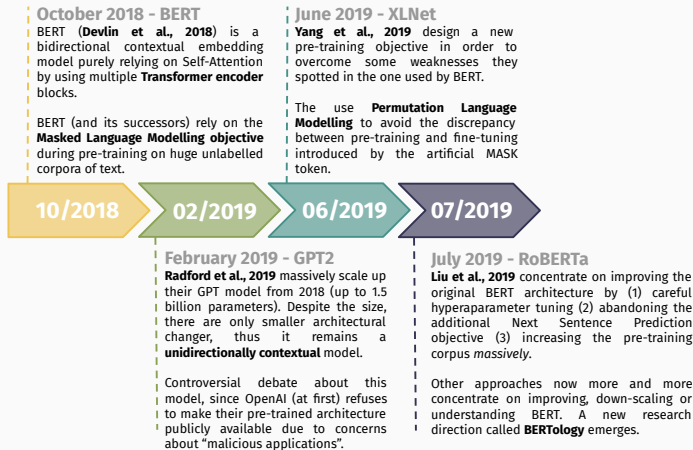 October 2018 - BERT
BERT (Devlin et al., 2018) is a
bidirectional contextual embedding
model purely relying on Self-Attention
by using multiple Transformer encoder
blocks.
BERT (and its successors) rely on the
Masked Language Modelling objective
during pre-training on huge unlabelled
corpora of text.
June 2019 - XLNet
Yang et al., 2019 design a new
pre-training objective in order to
overcome some weaknesses they
spotted in the one used by BERT.
The use Permutation Language
Modelling to avoid the discrepancy
between pre-training and fine-tuning
introduced by the artificial MASK
token.
10/2018
02/2019
06/2019
07/2019
February 2019 - GPT2
Radford et al., 2019 massively scale up
their GPT model from 2018 (up to 1.5
billion parameters). Despite the size,
there are only smaller architectural
changer, thus it remains a
unidirectionally contextual model.
Controversial debate about this
model, since OpenAI (at first) refuses
to make their pre-trained architecture
publicly available due to concerns
about “malicious applications”.
July 2019 - RoBERTa
Liu et al., 2019 concentrate on improving the
original BERT architecture by (1) careful
hyperparameter tuning (2) abandoning the
additional Next Sentence Prediction
objective (3) increasing the pre-training
corpus massively.
Other approaches now more and more
concentrate on improving, down-scaling or
understanding BERT. A new research
direction called BERTology emerges.